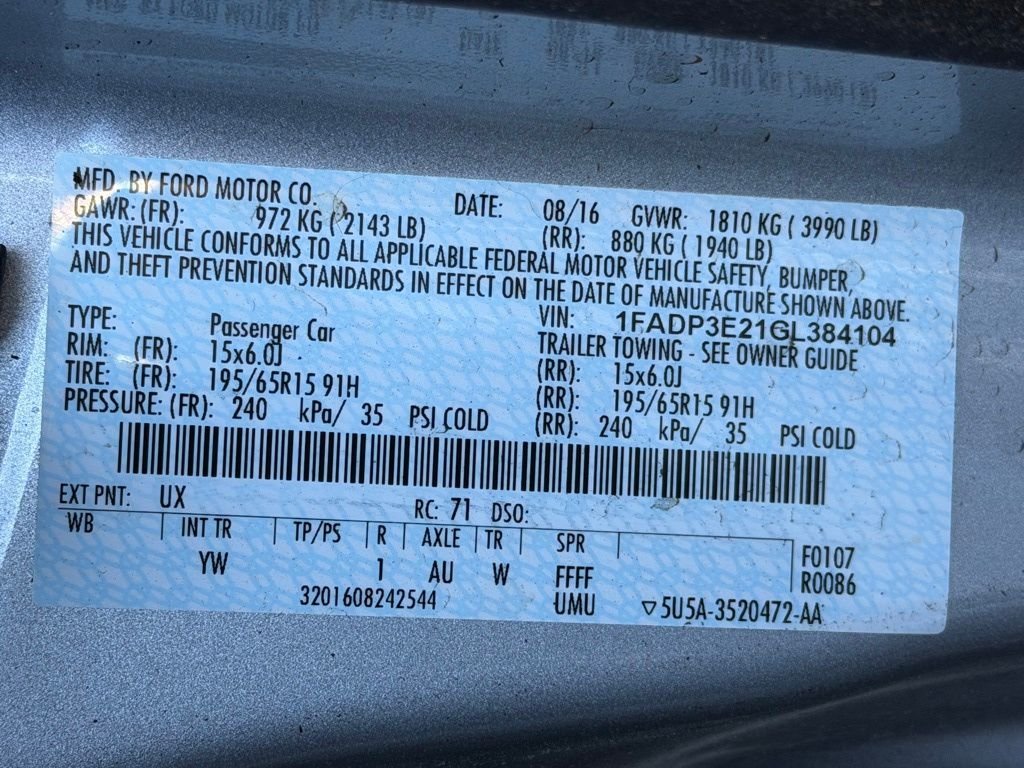 MFD. BY FORD MOTOR CO. DATE: 08/16 GVWR: 1810 KG ( 3990 LB)
GAWR: (FR): 972 KG ( 2143 LB) (RR): 880 KG ( 1940 LB)
THIS VEHICLE CONFORMS TO ALL APPLICABLE FEDERAL MOTOR VEHICLE SAFETY, BUMPER,
AND THEFT PREVENTION STANDARDS IN EFFECT ON THE DATE OF MANUFACTURE SHOWN ABOVE.
VIN: 1FADP3E21GL384104
TYPE: Passenger Car TRAILER TOWING - SEE OWNER GUIDE
RIM: (FR): 15x6.0J (RR): 15x6.0J
TIRE: (FR): 195/65R15 91H (RR): 195/65R15 91H
PRESSURE: (FR): 240 kPa/ 35 PSI COLD (RR): 240 kPa/ 35 PSI COLD
EXT PNT: UX RC: 71 DSO:
WB INT TR TP/PS R AXLE TR SPR F0107
YW 1 AU W FFFF R0086
3201608242544 UMU ▽5U5A-3520472-AA